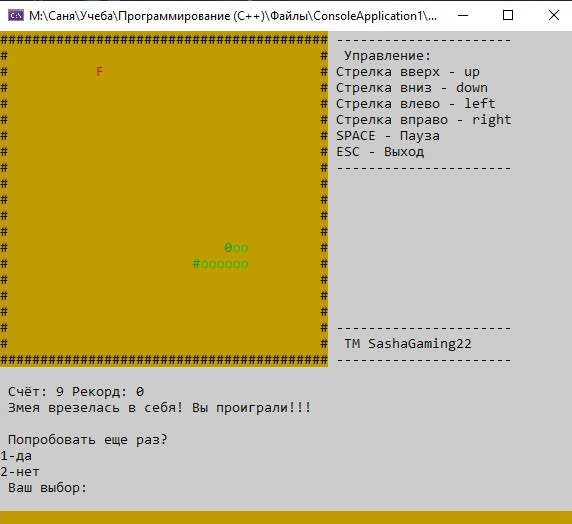 M:\Саня\Учеба\Программирование (C++)\Файлы\ConsoleApplication1\...
######################################### ----------------------
#                                       #  Управление:
#           F                           # Стрелка вверх - up
#                                       # Стрелка вниз - down
#                                       # Стрелка влево - left
#                                       # Стрелка вправо - right
#                                       # SPACE - Пауза
#                                       # ESC - Выход
#                                       # ----------------------
#                                       #
#                                       #
#                                       #
#                                       #
#                           0oo         #
#                       #oooooo         #
#                                       #
#                                       #
#                                       #
#                                       # ----------------------
#                                       #  TM SashaGaming22
######################################### ----------------------
Счёт: 9 Рекорд: 0
Змея врезелась в себя! Вы проиграли!!!
Попробовать еще раз?
1-да
2-нет
Ваш выбор: